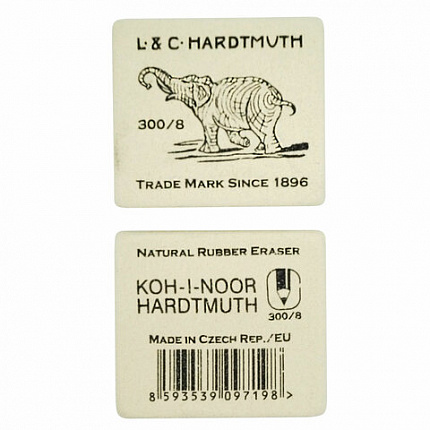 L·&C·HARDTMUTH
300/8
TRADE MARK SINCE 1896
NATURAL RUBBER ERASER
KOH-I-NOOR
HARDTMUTH
300/8
MADE IN CZECH REP./EU
8 593539 097198 >